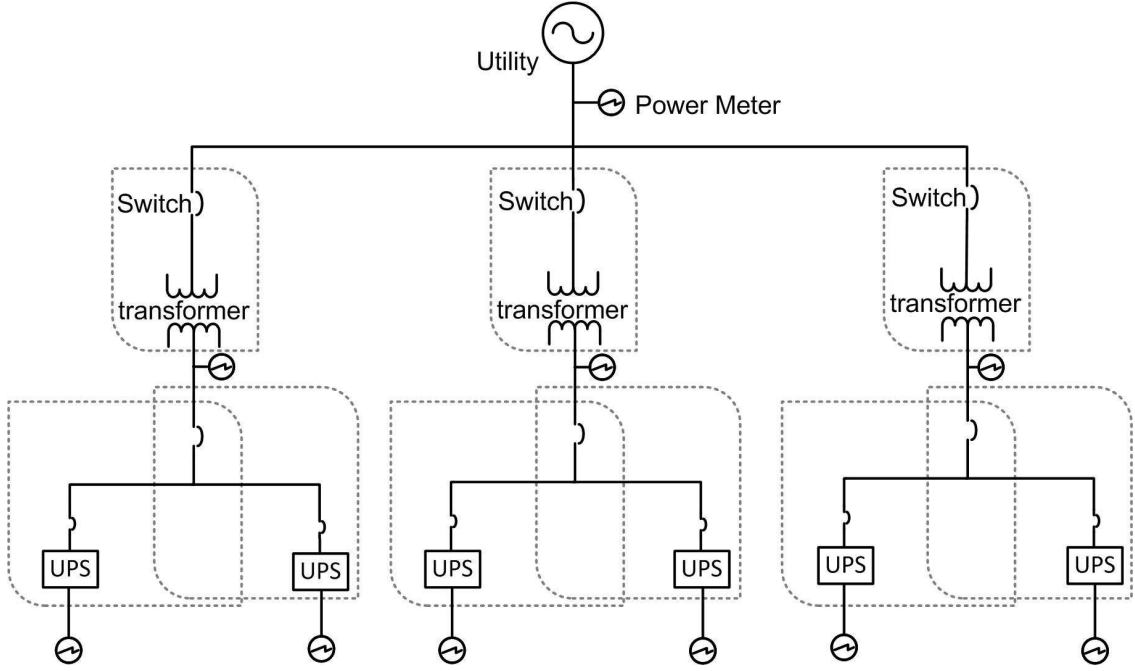 Utility
Power Meter
Switch
Switch
Switch
transformer
transformer
transformer
UPS
UPS
UPS
UPS
UPS
UPS